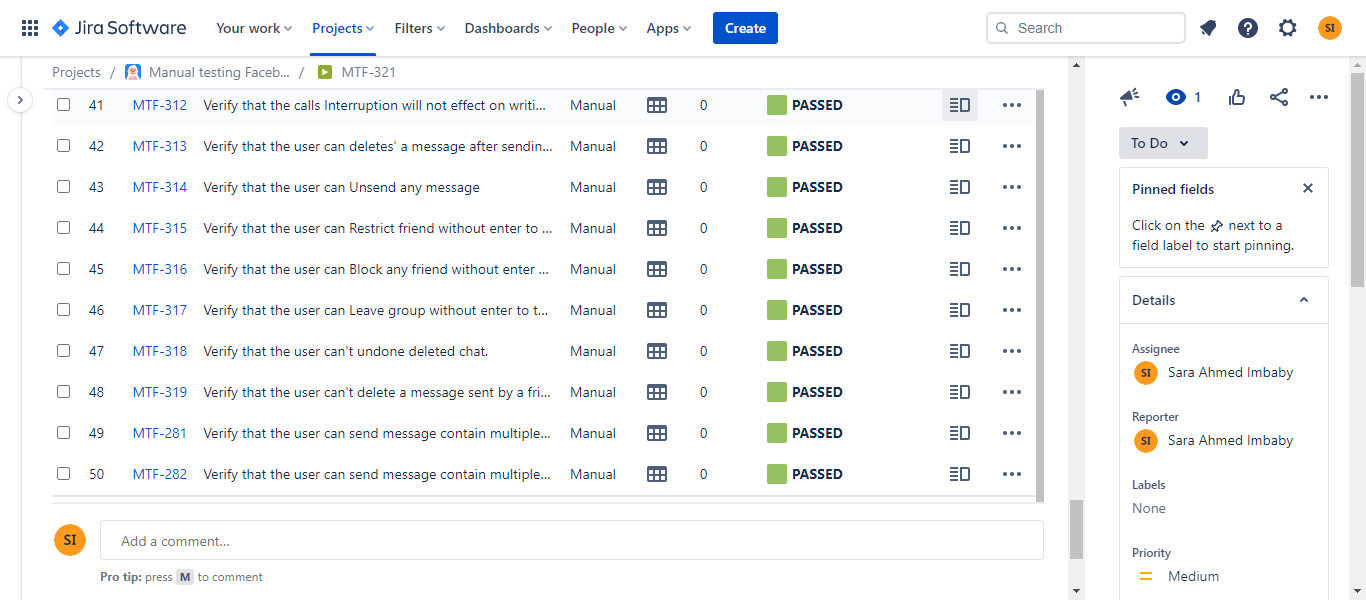 Jira Software Your work Projects Filters Dashboards People Apps Create Search SI
Projects / Manual testing Faceb... / MTF-321
41 MTF-312 Verify that the calls Interruption will not effect on writi... Manual 0 PASSED
42 MTF-313 Verify that the user can deletes' a message after sendin... Manual 0 PASSED
43 MTF-314 Verify that the user can Unsend any message Manual 0 PASSED
44 MTF-315 Verify that the user can Restrict friend without enter to ... Manual 0 PASSED
45 MTF-316 Verify that the user can Block any friend without enter ... Manual 0 PASSED
46 MTF-317 Verify that the user can Leave group without enter to t... Manual 0 PASSED
47 MTF-318 Verify that the user can't undone deleted chat. Manual 0 PASSED
48 MTF-319 Verify that the user can't delete a message sent by a fri... Manual 0 PASSED
49 MTF-281 Verify that the user can send message contain multiple... Manual 0 PASSED
50 MTF-282 Verify that the user can send message contain multiple... Manual 0 PASSED
SI Add a comment...
Pro tip: press M to comment
1
To Do
Pinned fields
Click on the next to a
field label to start pinning.
Details
Assignee
SI Sara Ahmed Imbaby
Reporter
SI Sara Ahmed Imbaby
Labels
None
Priority
Medium